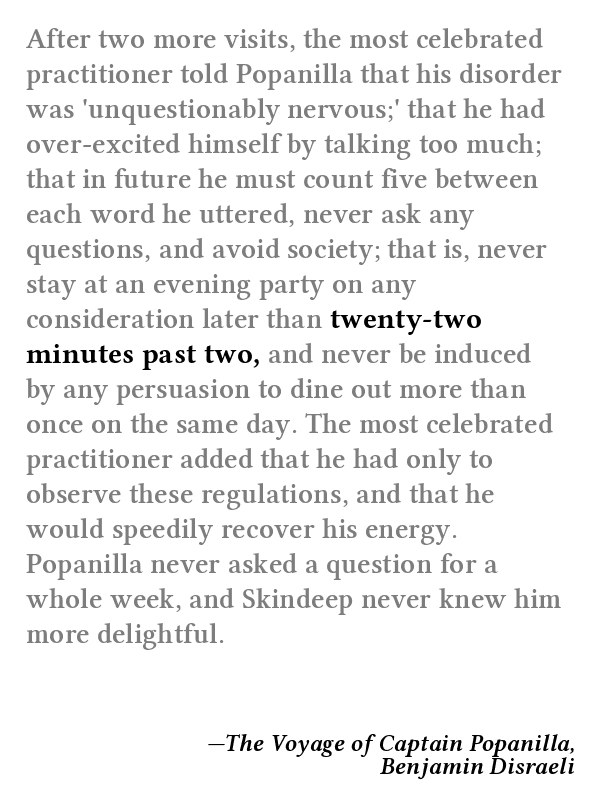 After two more visits, the most celebrated
practitioner told Popanilla that his disorder
was 'unquestionably nervous;' that he had
over-excited himself by talking too much;
that in future he must count five between
each word he uttered, never ask any
questions, and avoid society; that is, never
stay at an evening party on any
consideration later than twenty-two
minutes past two, and never be induced
by any persuasion to dine out more than
once on the same day. The most celebrated
practitioner added that he had only to
observe these regulations, and that he
would speedily recover his energy.
Popanilla never asked a question for a
whole week, and Skindeep never knew him
more delightful.
—The Voyage of Captain Popanilla,
Benjamin Disraeli